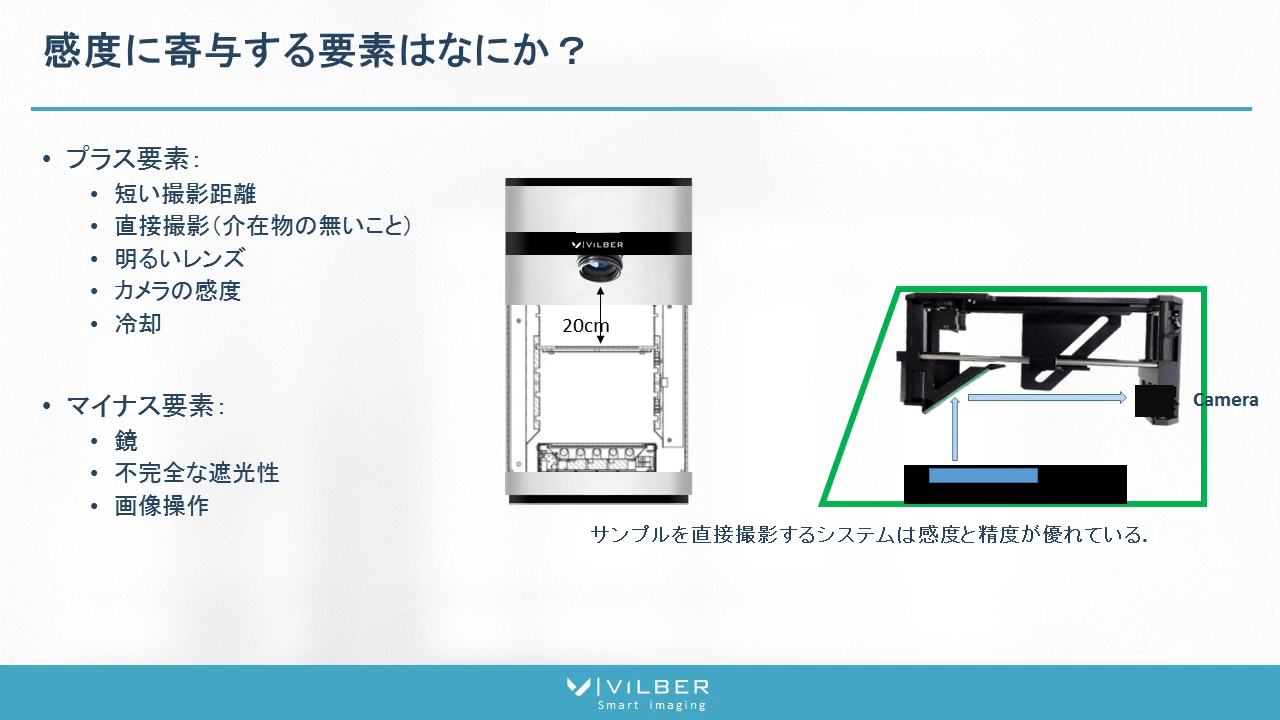 感度に寄与する要素はなにか？
• プラス要素：
• 短い撮影距離
• 直接撮影（介在物の無いこと）
• 明るいレンズ
• カメラの感度
• 冷却
• マイナス要素：
• 鏡
• 不完全な遮光性
• 画像操作
VILBER
20cm
Camera
サンプルを直接撮影するシステムは感度と精度が優れている.
VILBER
Smart imaging